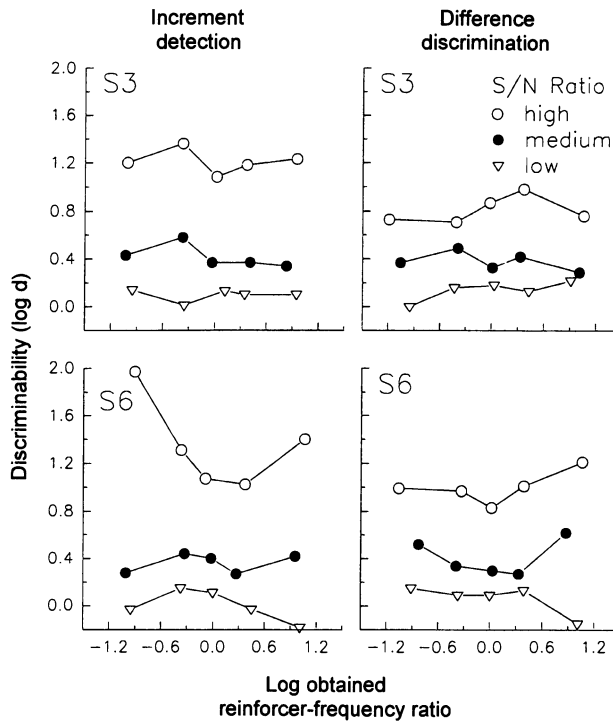 Increment
detection
Difference
discrimination
2.0
1.6
1.2
0.8
0.4
0.0
S3
S3
S/N Ratio
high
medium
low
Discriminability (log d)
2.0
1.6
1.2
0.8
0.4
0.0
S6
S6
−1.2 −0.6 0.0 0.6 1.2
−1.2 −0.6 0.0 0.6 1.2
Log obtained
reinforcer-frequency ratio